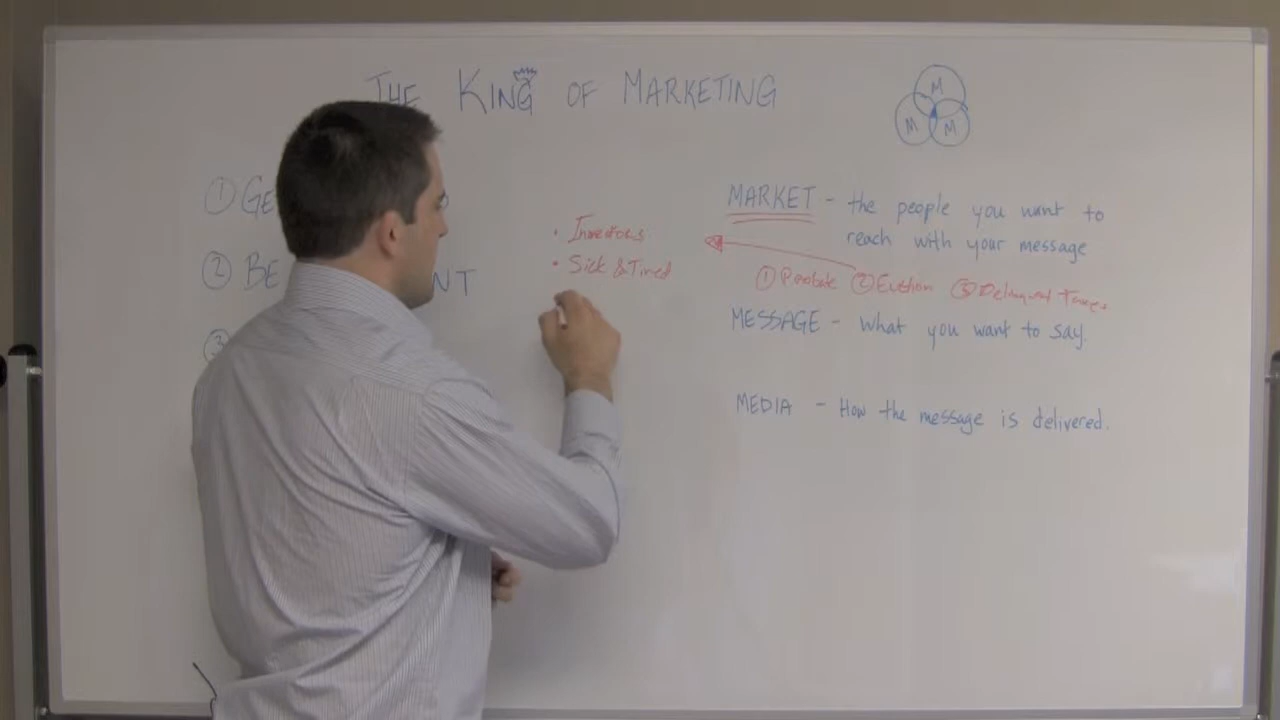 THE KING OF MARKETING
M
M M
① GE
② BE NT
③
• Investors
• Sick & Tired
MARKET - the people you want to
reach with your message
① Probate ② Eviction ③ Delinquent Taxes
MESSAGE - What you want to say.
MEDIA - How the message is delivered.